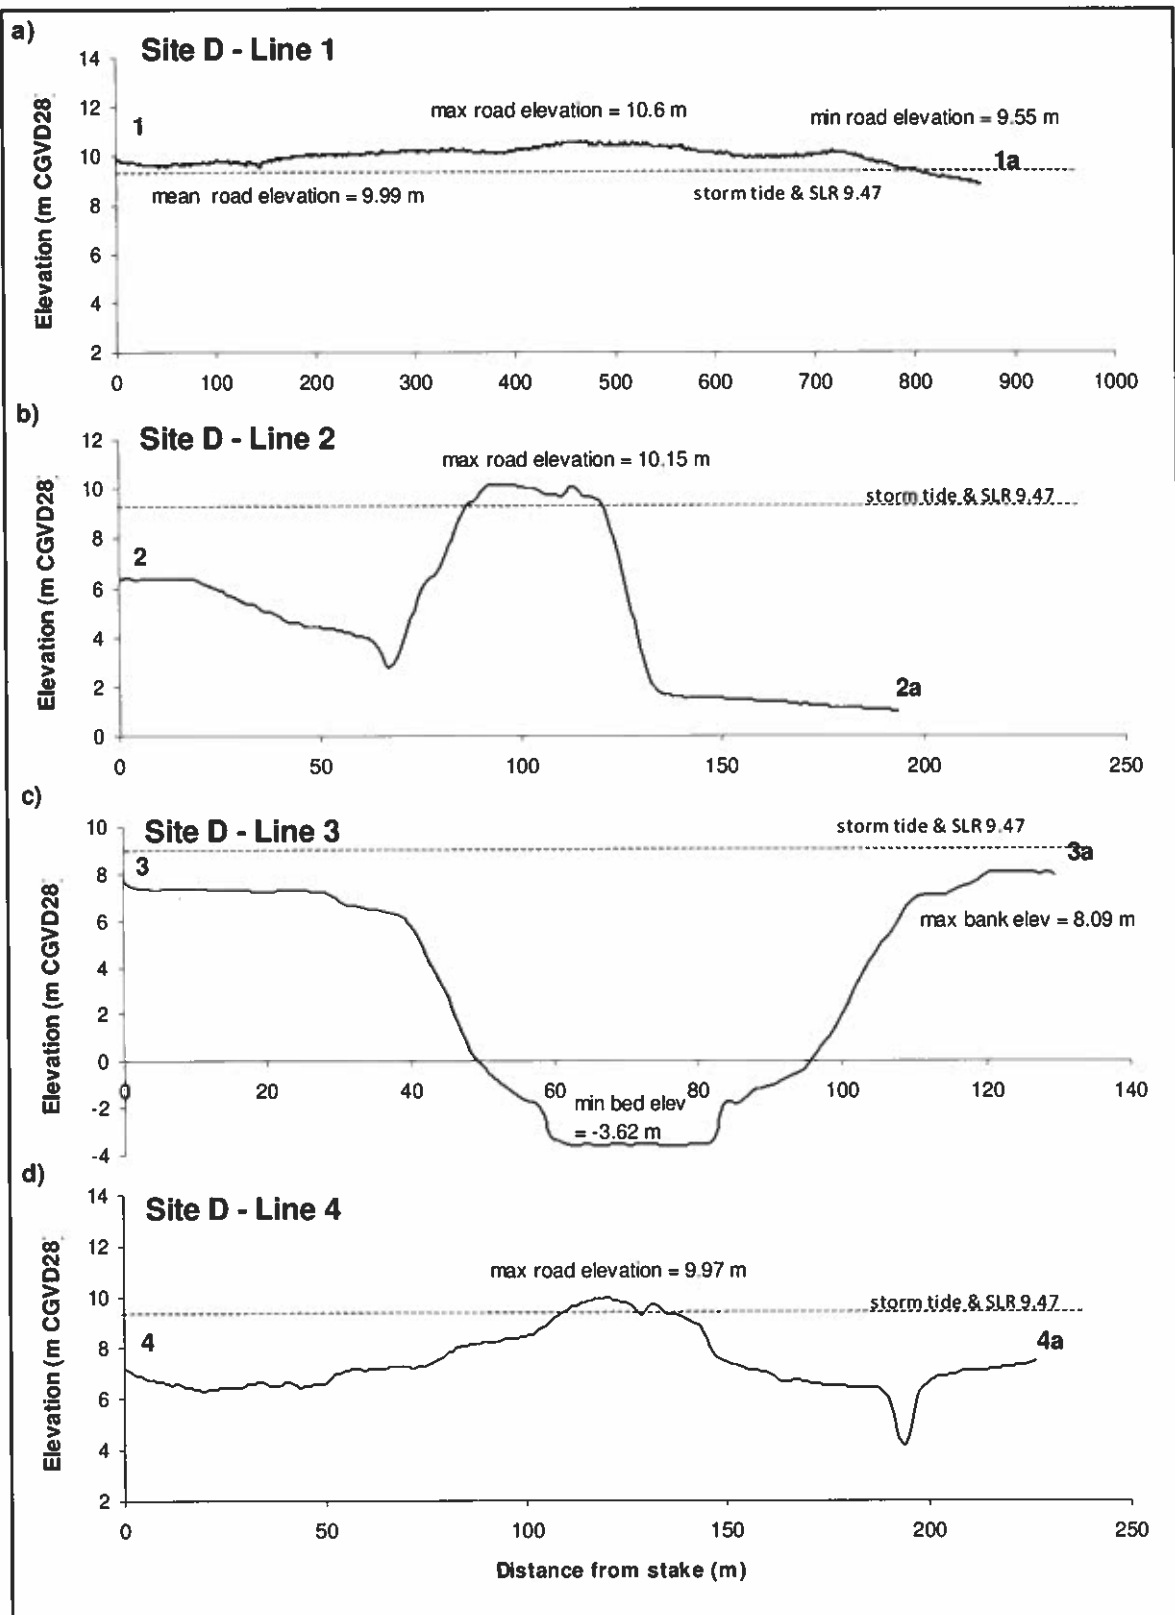 a)
Site D - Line 1
14
12
10
8
6
4
2
Elevation (m CGVD28)
1
max road elevation = 10.6 m
min road elevation = 9.55 m
1a
mean road elevation = 9.99 m
storm tide & SLR 9.47
0 100 200 300 400 500 600 700 800 900 1000
b)
Site D - Line 2
12
10
8
6
4
2
0
Elevation (m CGVD28)
max road elevation = 10.15 m
storm tide & SLR 9.47
2
2a
0 50 100 150 200 250
c)
Site D - Line 3
10
8
6
4
2
0
-2
-4
Elevation (m CGVD28)
storm tide & SLR 9.47
3
3a
max bank elev = 8.09 m
0 20 40 60 80 100 120 140
min bed elev
= -3.62 m
d)
Site D - Line 4
14
12
10
8
6
4
2
Elevation (m CGVD28)
max road elevation = 9.97 m
storm tide & SLR 9.47
4
4a
0 50 100 150 200 250
Distance from stake (m)